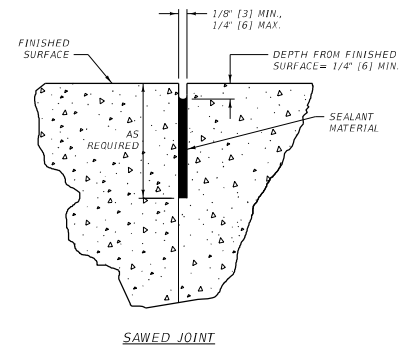 1/8" [3] MIN.,
1/4" [6] MAX.
FINISHED
SURFACE
DEPTH FROM FINISHED
SURFACE= 1/4" [6] MIN.
AS
REQUIRED
SEALANT
MATERIAL
SAWED JOINT